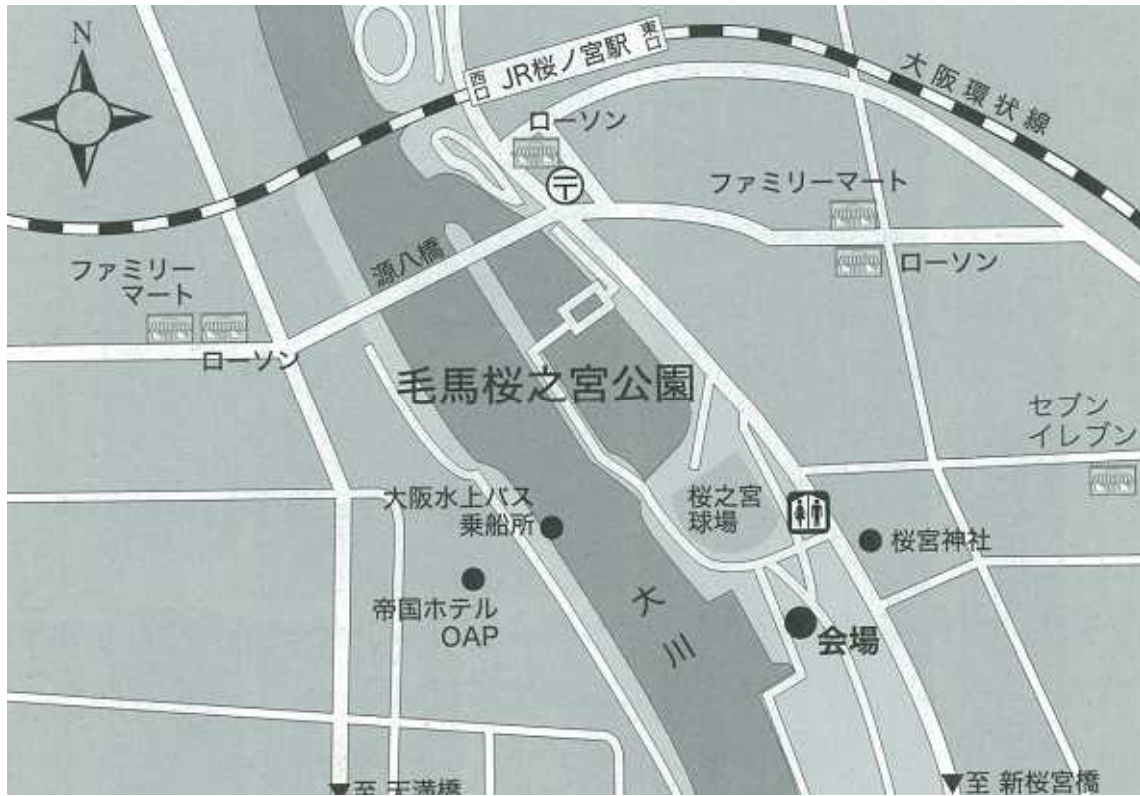 N
西口
JR桜ノ宮駅
東口
大阪環状線
ローソン
〒
ファミリーマート
ローソン
源八橋
ファミリー
マート
ローソン
毛馬桜之宮公園
セブン
イレブン
大阪水上バス
乗船所
桜之宮
球場
桜宮神社
帝国ホテル
OAP
大川
会場
▼至 天満橋
▼至 新桜宮橋